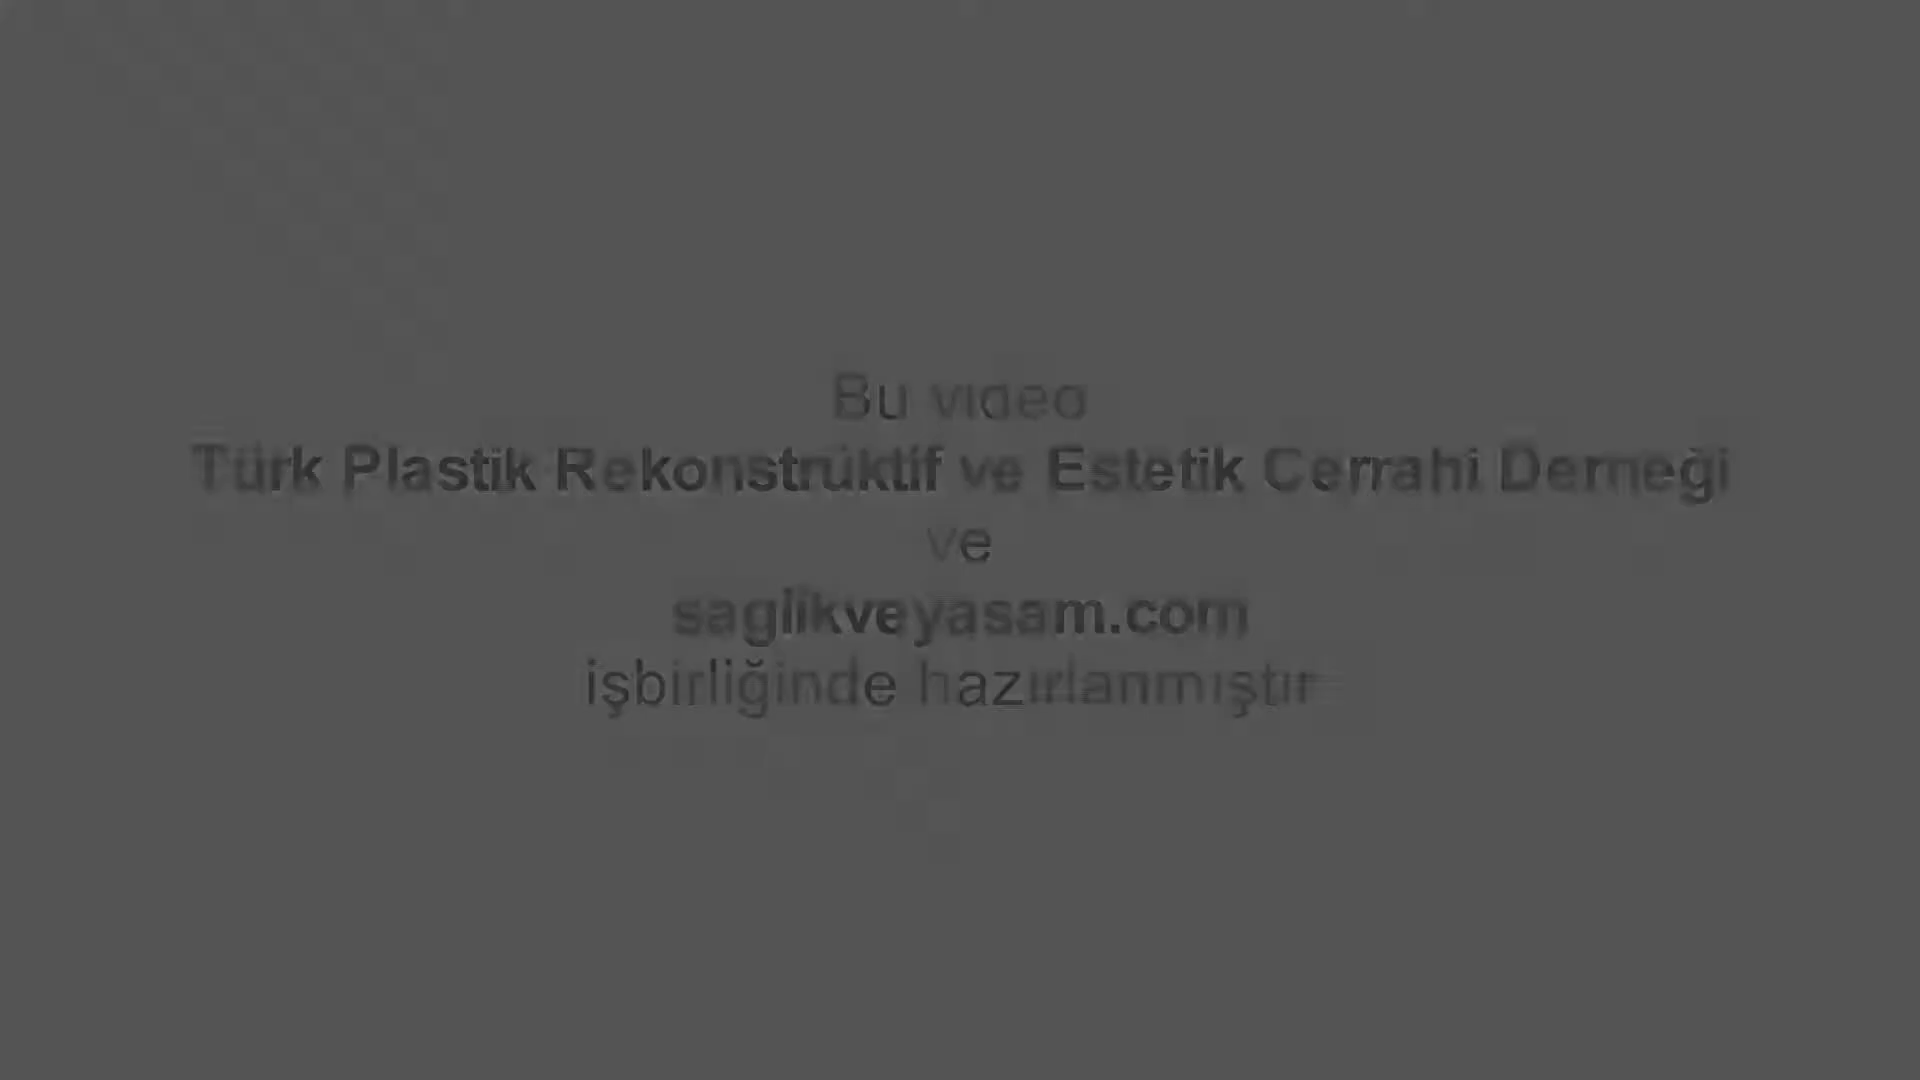 Bu video
Türk Plastik Rekonstrüktif ve Estetik Cerrahi Derneği
ve
saglikveyasam.com
işbirliğinde hazırlanmıştır